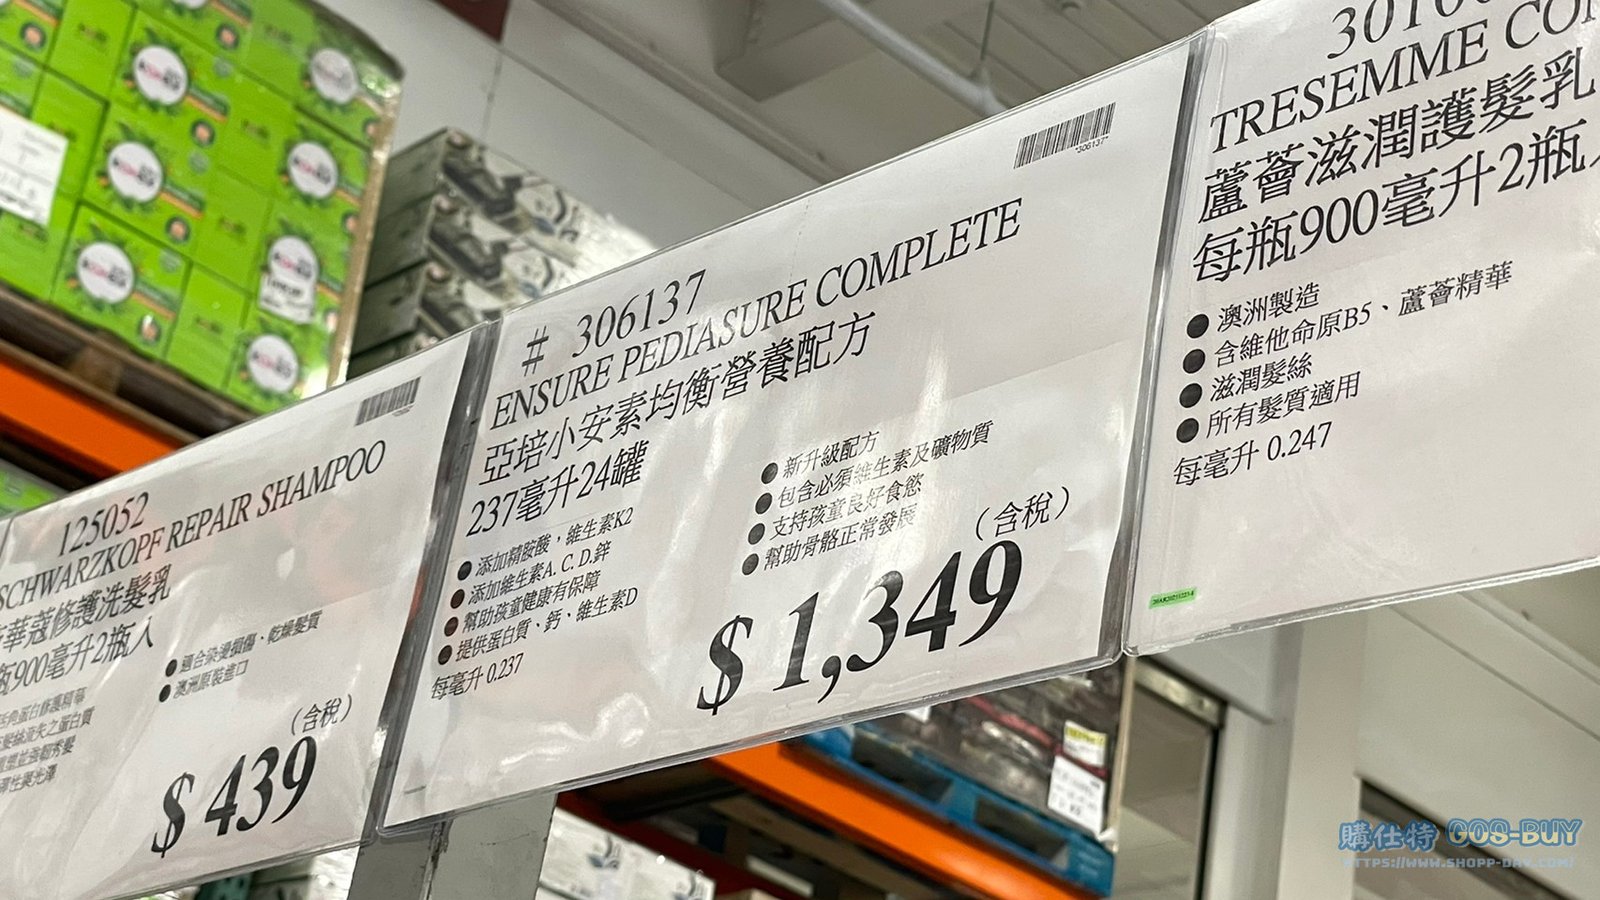 125052
SCHWARZKOPF REPAIR SHAMPOO
華蔻修護洗髮乳
瓶900毫升2瓶入
●適合染燙損傷、乾燥髮質
●澳洲原裝進口
(含稅)
$ 439
*306137*
# 306137
ENSURE PEDIASURE COMPLETE
亞培小安素均衡營養配方
237毫升24罐
●添加精胺酸，維生素K2
●添加維生素A. C. D.鋅
●幫助孩童健康有保障
●提供蛋白質、鈣、維生素D
每毫升 0.237
●新升級配方
●包含必須維生素及礦物質
●支持孩童良好食慾
●幫助骨骼正常發展
(含稅)
$ 1,349
TRESEMME
蘆薈滋潤護髮乳
每瓶900毫升2瓶
●澳洲製造
●含維他命原B5、蘆薈精華
●滋潤髮絲
●所有髮質適用
每毫升 0.247
購仕特 GOS-BUY
HTTPS://WWW.SHOPP-DAY.COM/